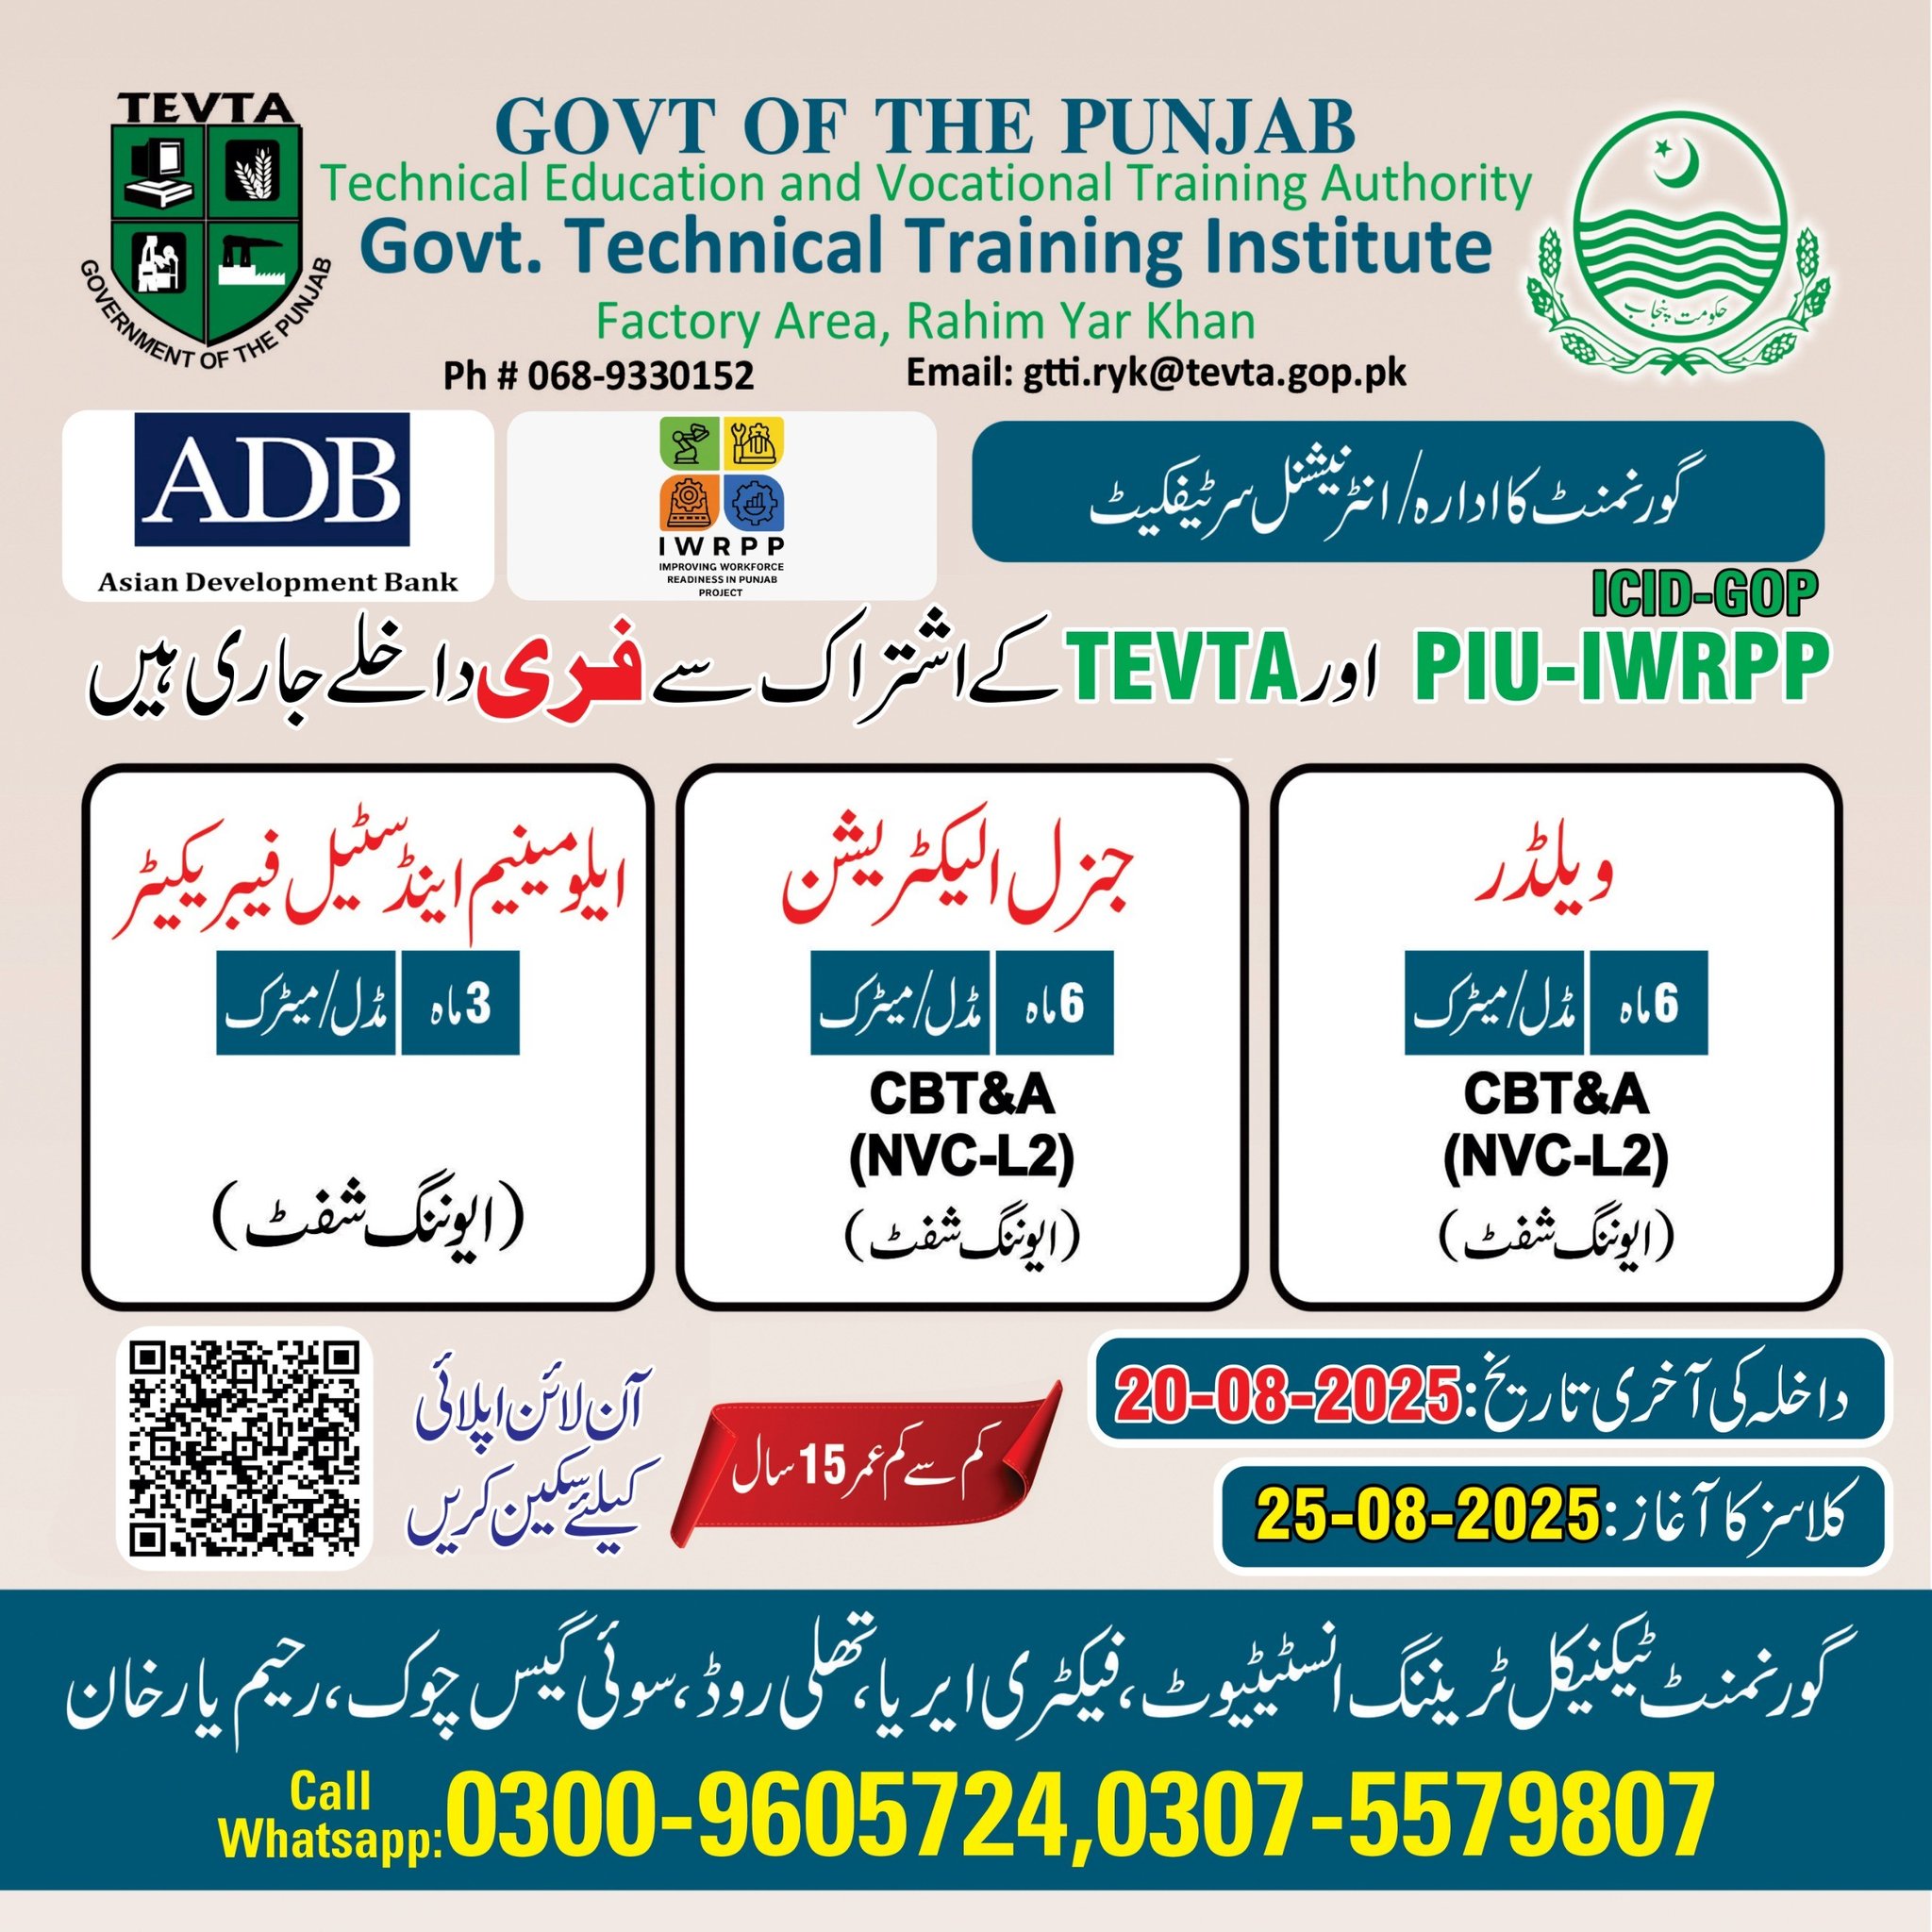 TEVTA
GOVERNMENT OF THE PUNJAB
GOVT OF THE PUNJAB
Technical Education and Vocational Training Authority
Govt. Technical Training Institute
Factory Area, Rahim Yar Khan
Ph # 068-9330152 Email: gtti.ryk@tevta.gop.pk
حکومت پنجاب
ADB
Asian Development Bank
IWRPP
IMPROVING WORKFORCE
READINESS IN PUNJAB
PROJECT
گورنمنٹ کا ادارہ/انٹرنیشنل سرٹیفکیٹ
ICID-GOP
PIU-IWRPP اور TEVTA کے اشتراک سے فری داخلے جاری ہیں
ویلڈر
6 ماہ مڈل/میٹرک
CBT&A
(NVC-L2)
(ایوننگ شفٹ)
جنرل الیکٹریشن
6 ماہ مڈل/میٹرک
CBT&A
(NVC-L2)
(ایوننگ شفٹ)
ایلومینیم اینڈ سٹیل فیبریکیٹر
3 ماہ مڈل/میٹرک
(ایوننگ شفٹ)
داخلہ کی آخری تاریخ: 20-08-2025
کلاسز کا آغاز: 25-08-2025
کم سے کم عمر 15 سال
آن لائن اپلائی
کیلئے سکین کریں
گورنمنٹ ٹیکنیکل ٹریننگ انسٹیٹیوٹ، فیکٹری ایریا، تھلی روڈ، سوئی گیس چوک، رحیم یار خان
Call
Whatsapp: 0300-9605724,0307-5579807